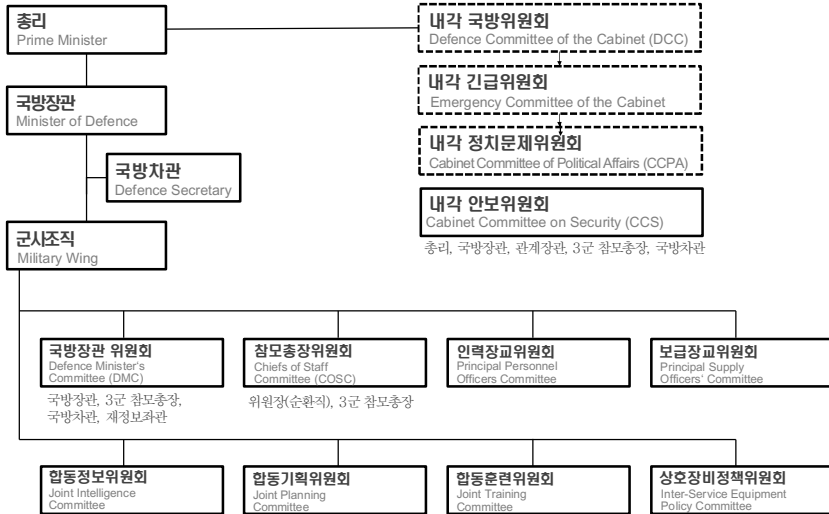 총리
Prime Minister
내각 국방위원회
Defence Committee of the Cabinet (DCC)
내각 긴급위원회
Emergency Committee of the Cabinet
국방장관
Minister of Defence
내각 정치문제위원회
Cabinet Committee of Political Affairs (CCPA)
국방차관
Defence Secretary
내각 안보위원회
Cabinet Committee on Security (CCS)
총리, 국방장관, 관계장관, 3군 참모총장, 국방차관
군사조직
Military Wing
국방장관 위원회
Defence Minister's
Committee (DMC)
국방장관, 3군 참모총장,
국방차관, 재정보좌관
참모총장위원회
Chiefs of Staff
Committee (COSC)
위원장(순환직), 3군 참모총장
인력장교위원회
Principal Personnel
Officers Committee
보급장교위원회
Principal Supply
Officers' Committee
합동정보위원회
Joint Intelligence
Committee
합동기획위원회
Joint Planning
Committee
합동훈련위원회
Joint Training
Committee
상호장비정책위원회
Inter-Service Equipment
Policy Committee